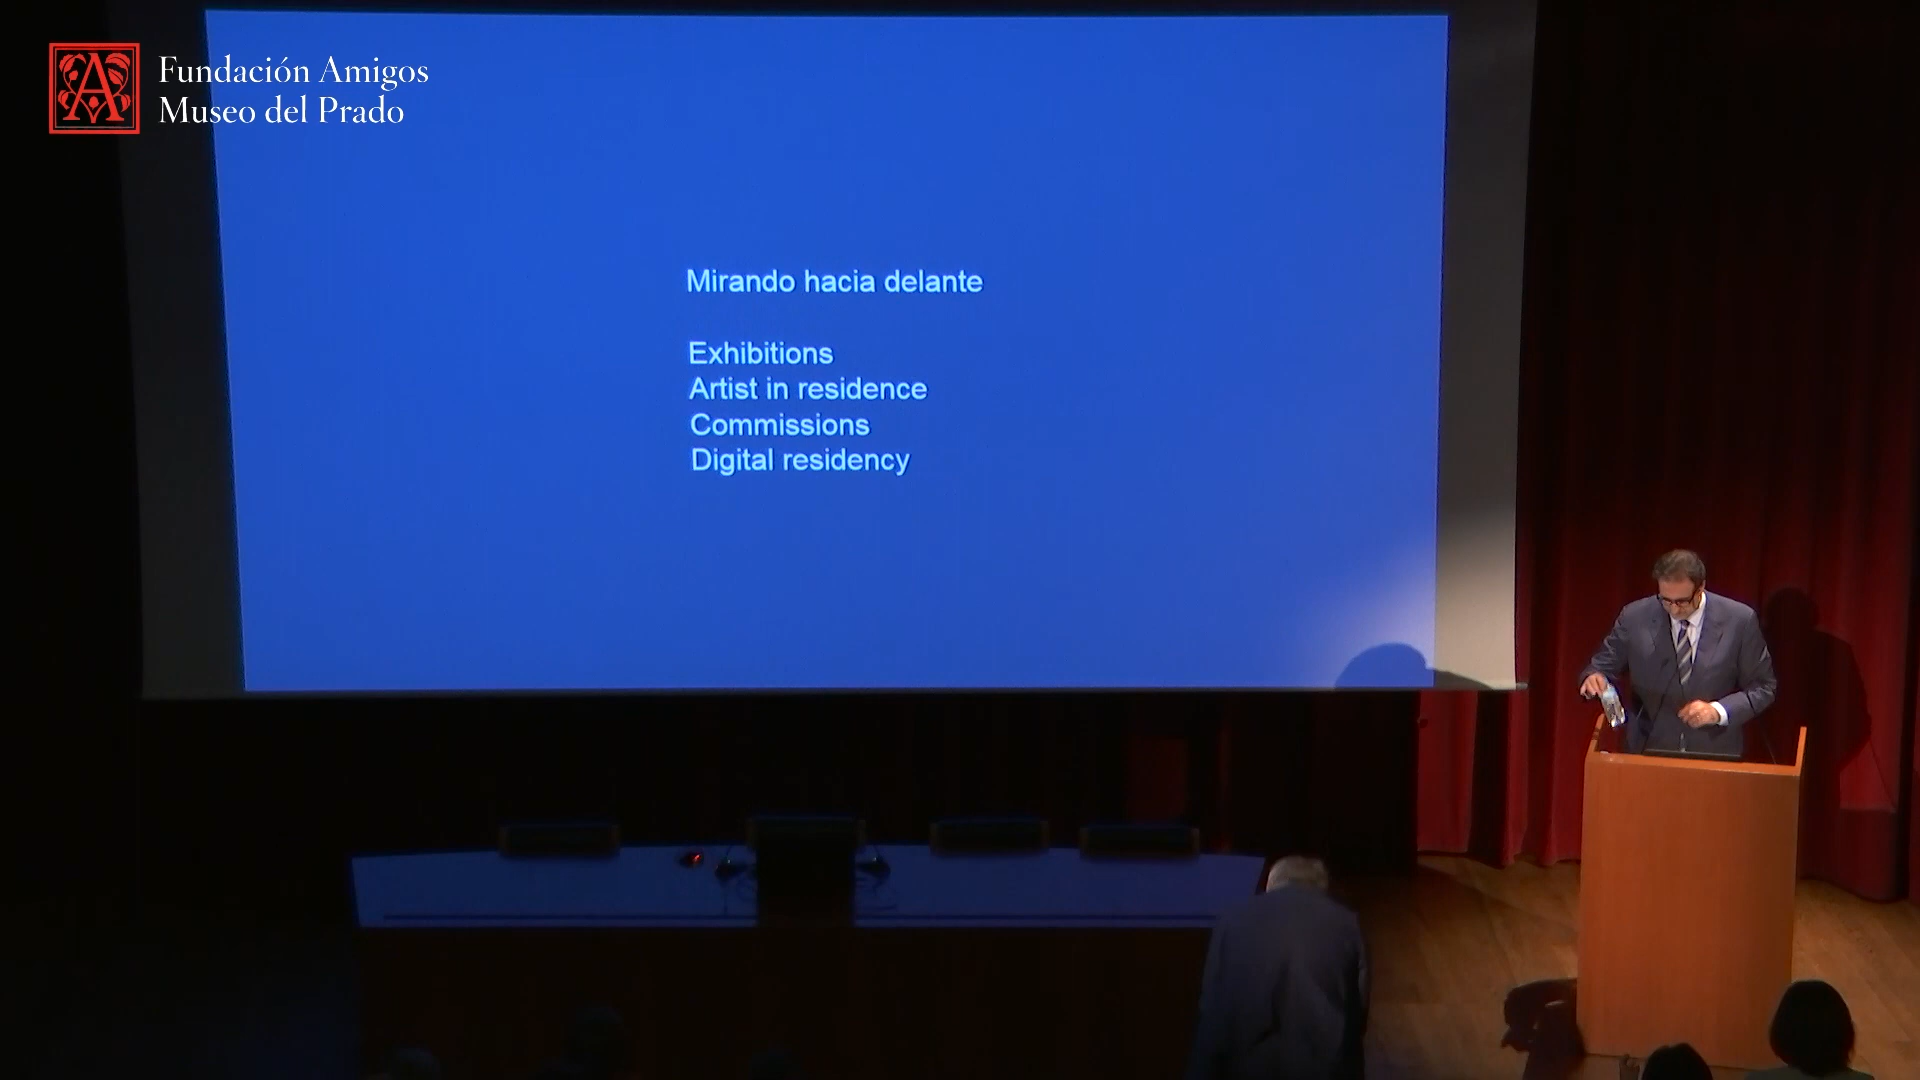 Fundación Amigos
Museo del Prado
Mirando hacia delante
Exhibitions
Artist in residence
Commissions
Digital residency